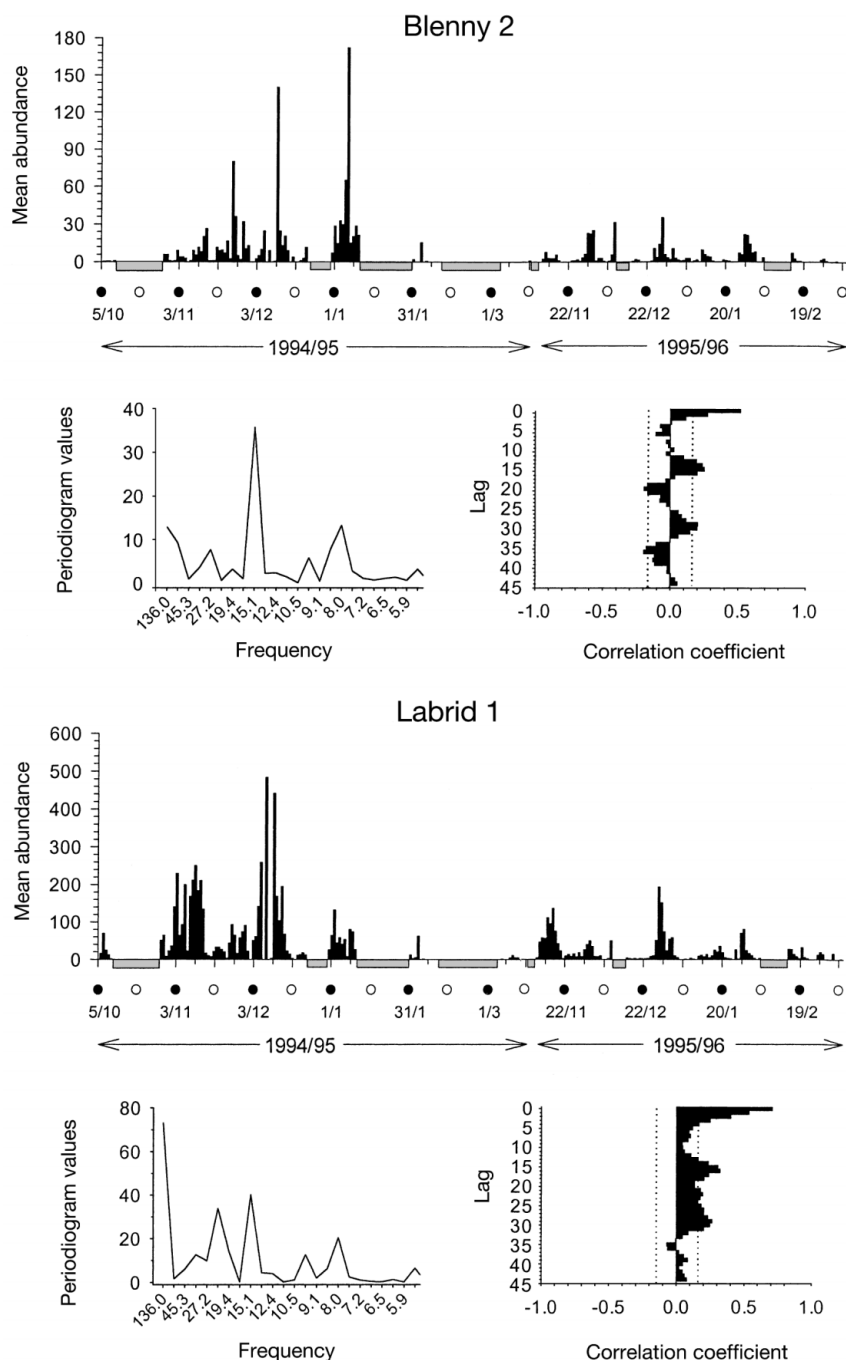 Blenny 2
Mean abundance
180
150
120
90
60
30
0
5/10 3/11 3/12 1/1 31/1 1/3 22/11 22/12 20/1 19/2
1994/95 1995/96
Periodiogram values
40
30
20
10
0
136.0 45.3 27.2 19.4 15.1 12.4 10.5 9.1 8.0 7.2 6.5 5.9
Frequency
Lag
0
5
10
15
20
25
30
35
40
45
-1.0 -0.5 0.0 0.5 1.0
Correlation coefficient
Labrid 1
Mean abundance
600
500
400
300
200
100
0
5/10 3/11 3/12 1/1 31/1 1/3 22/11 22/12 20/1 19/2
1994/95 1995/96
Periodiogram values
80
60
40
20
0
136.0 45.3 27.2 19.4 15.1 12.4 10.5 9.1 8.0 7.2 6.5 5.9
Frequency
Lag
0
5
10
15
20
25
30
35
40
45
-1.0 -0.5 0.0 0.5 1.0
Correlation coefficient